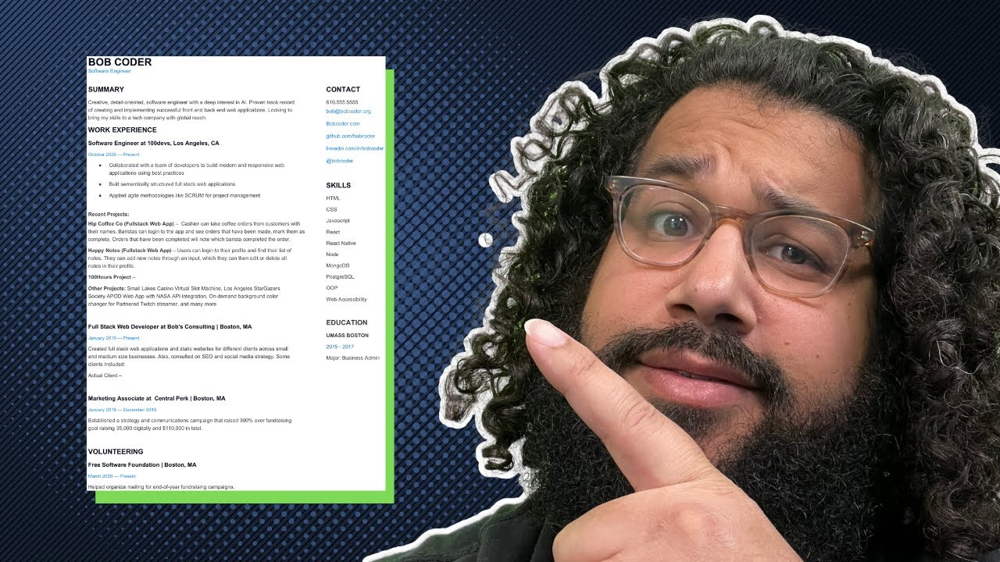 BOB CODER
Software Engineer
SUMMARY
Creative, detail-oriented, software engineer with a deep interest in AI. Proven track record
of creating and implementing successful front and back end web applications. Looking to
bring my skills to a tech company with global reach.
WORK EXPERIENCE
Software Engineer at 100devs, Los Angeles, CA
October 2020 — Present
• Collaborated with a team of developers to build modern and responsive web
applications using best practices
• Built semantically structured full stack web applications
• Applied agile methodologies like SCRUM for project management
Recent Projects:
Hip Coffee Co (Fullstack Web App) – Cashier can take coffee orders from customers with
their names. Baristas can login to the app and see orders that have been made, mark them as
complete. Orders that have been completed will note which barista completed the order.
Happy Notes (Fullstack Web App) – Users can login to their profile and find their list of
notes. They can add new notes through an input, which they can then edit or delete all
notes in their profile.
100Hours Project –
Other Projects: Small Lakes Casino Virtual Slot Machine, Los Angeles StarGazers
Society APOD Web App with NASA API Integration, On-demand background color
changer for Partnered Twitch streamer, and many more
Full Stack Web Developer at Bob's Consulting | Boston, MA
January 2019 — Present
Created full stack web applications and static websites for different clients across small
and medium size businesses. Also, consulted on SEO and social media strategy. Some
clients included:
Actual Client –
Marketing Associate at Central Perk | Boston, MA
January 2018 — December 2019
Established a strategy and communications campaign that raised 300% over fundraising
goal raising 35,000 digitally and $110,000 in total.
VOLUNTEERING
Free Software Foundation | Boston, MA
March 2020 — Present
Helped organize mailing for end-of-year fundraising campaigns.
CONTACT
610.555.5555
bob@bobcoder.org
Bobcoder.com
github.com/bobcoder
linkedin.com/in/bobcoder
@bobcoder
SKILLS
HTML
CSS
Javascript
React
React Native
Node
MongoDB
PostgreSQL
OOP
Web Accessibility
EDUCATION
UMASS BOSTON
2015 - 2017
Major: Business Admin